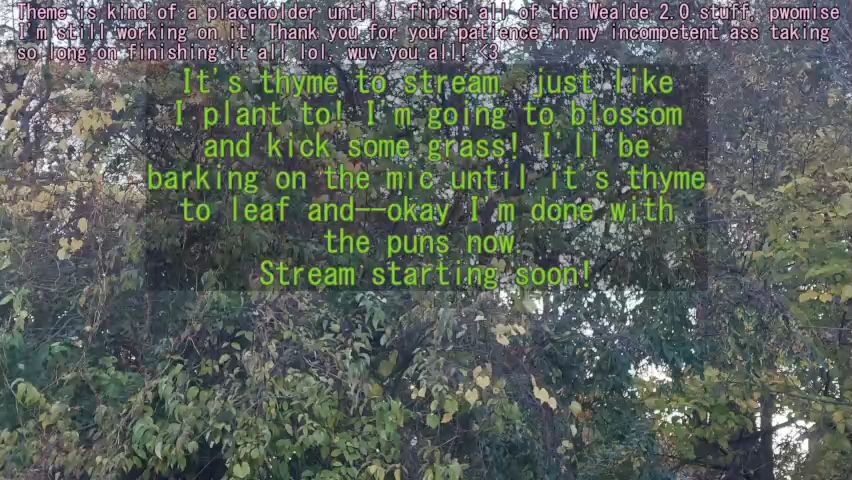 Theme is kind of a placeholder until I finish all of the Wealde 2.0 stuff, pwomise
I'm still working on it! Thank you for your patience in my incompetent ass taking
so long on finishing it all lol, wuv you all! <3
It's thyme to stream, just like
I plant to! I'm going to blossom
and kick some grass! I'll be
barking on the mic until it's thyme
to leaf and--okay I'm done with
the puns now.
Stream starting soon!